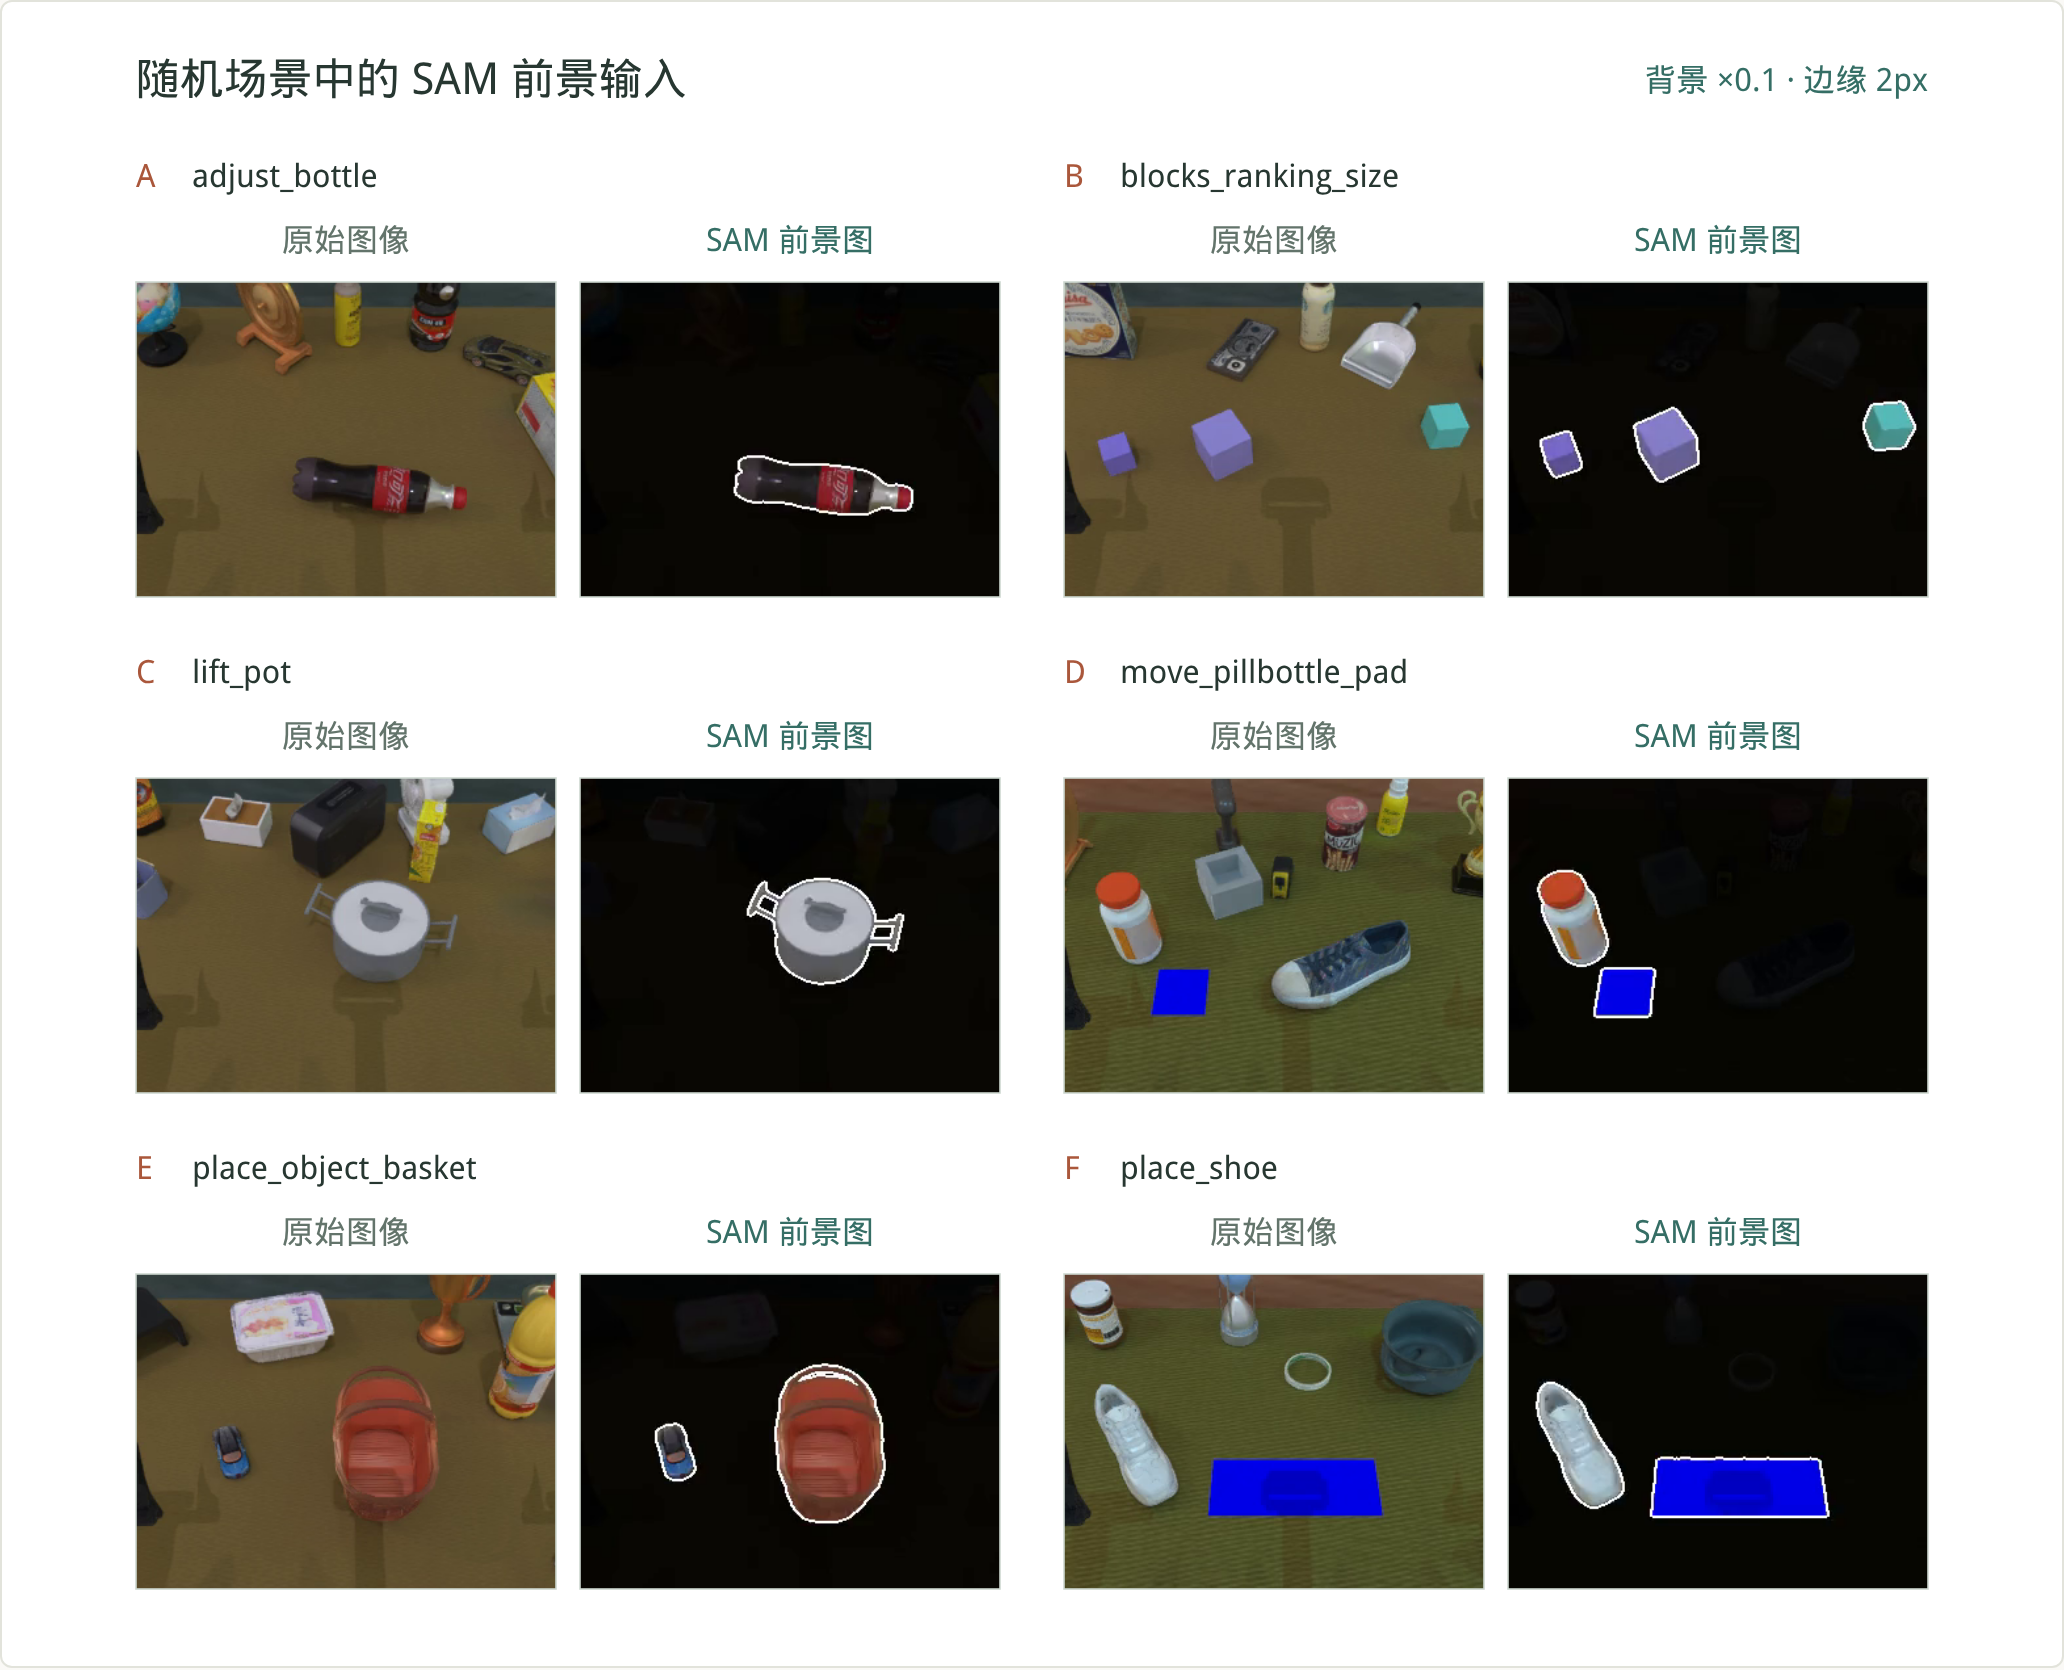 随机场景中的 SAM 前景输入
背景 ×0.1 · 边缘 2px
A adjust_bottle
B blocks_ranking_size
原始图像 SAM 前景图
原始图像 SAM 前景图
C lift_pot
D move_pillbottle_pad
原始图像 SAM 前景图
原始图像 SAM 前景图
E place_object_basket
F place_shoe
原始图像 SAM 前景图
原始图像 SAM 前景图